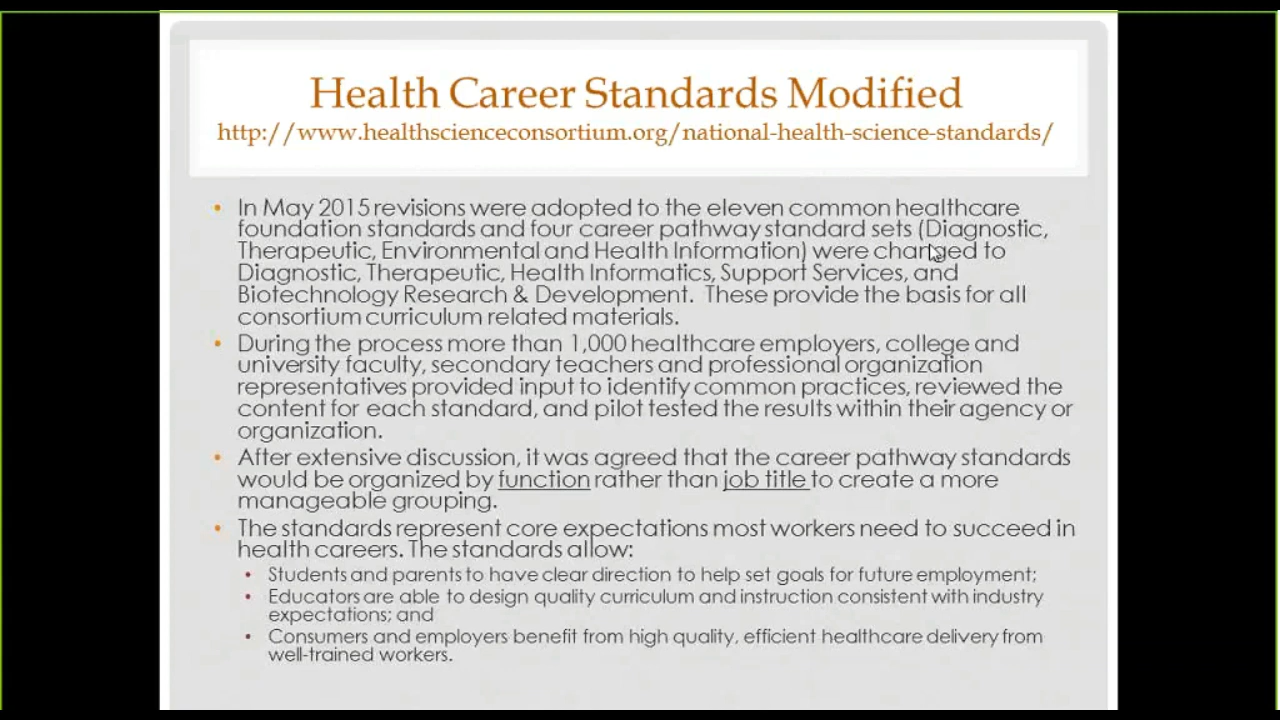 Health Career Standards Modified
http://www.healthscienceconsortium.org/national-health-science-standards/
• In May 2015 revisions were adopted to the eleven common healthcare
foundation standards and four career pathway standard sets (Diagnostic,
Therapeutic, Environmental and Health Information) were changed to
Diagnostic, Therapeutic, Health Informatics, Support Services, and
Biotechnology Research & Development. These provide the basis for all
consortium curriculum related materials.
• During the process more than 1,000 healthcare employers, college and
university faculty, secondary teachers and professional organization
representatives provided input to identify common practices, reviewed the
content for each standard, and pilot tested the results within their agency or
organization.
• After extensive discussion, it was agreed that the career pathway standards
would be organized by function rather than job title to create a more
manageable grouping.
• The standards represent core expectations most workers need to succeed in
health careers. The standards allow:
• Students and parents to have clear direction to help set goals for future employment;
• Educators are able to design quality curriculum and instruction consistent with industry
expectations; and
• Consumers and employers benefit from high quality, efficient healthcare delivery from
well-trained workers.